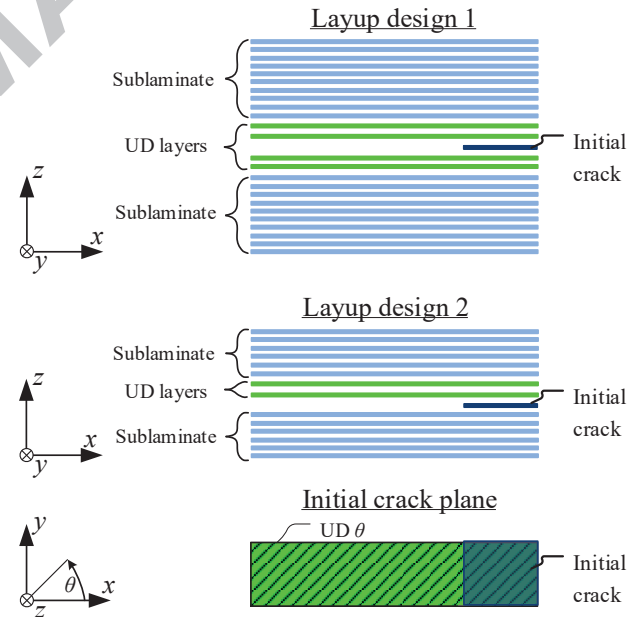 MA
Layup design 1
Sublaminate
UD layers
Initial
crack
Sublaminate
z
x
y
Layup design 2
Sublaminate
UD layers
Sublaminate
Initial
crack
z
x
y
Initial crack plane
UD θ
Initial
crack
y
θ
x
z